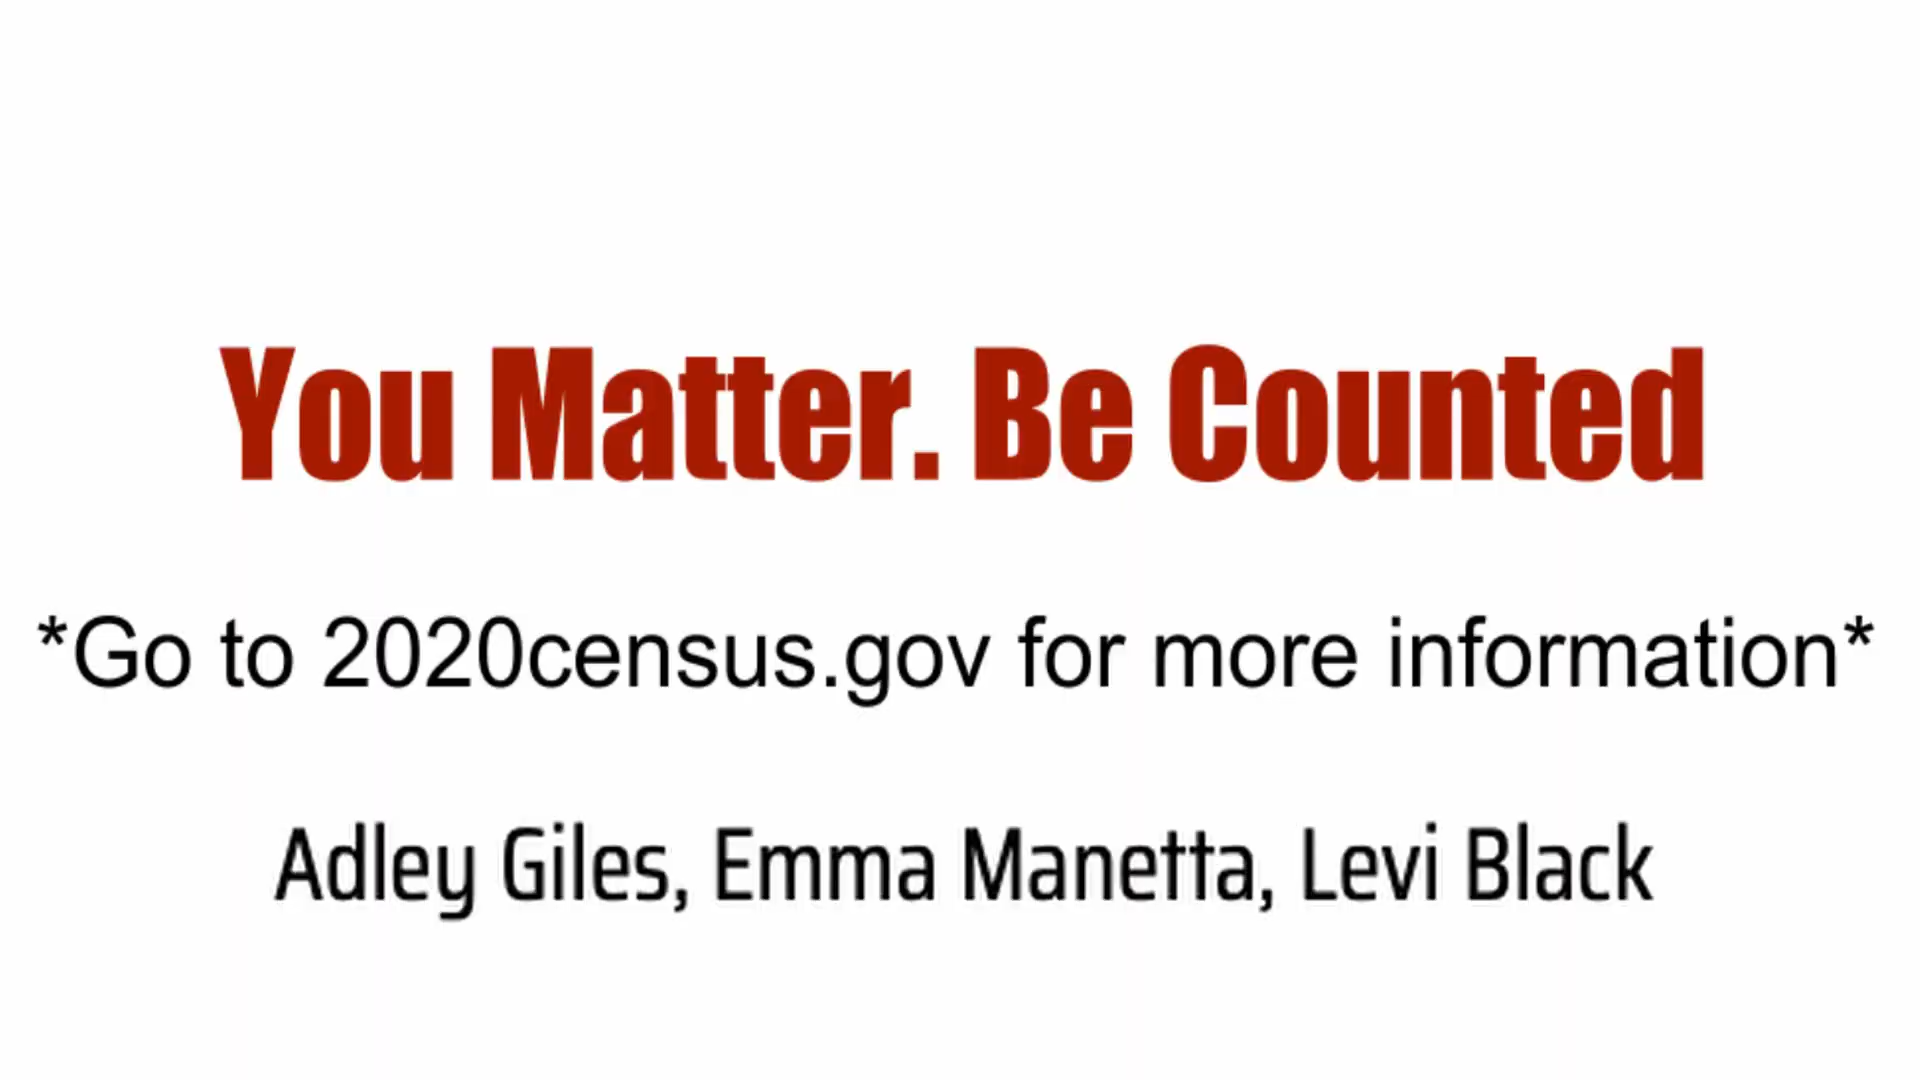 You Matter. Be Counted
*Go to 2020census.gov for more information*
Adley Giles, Emma Manetta, Levi Black